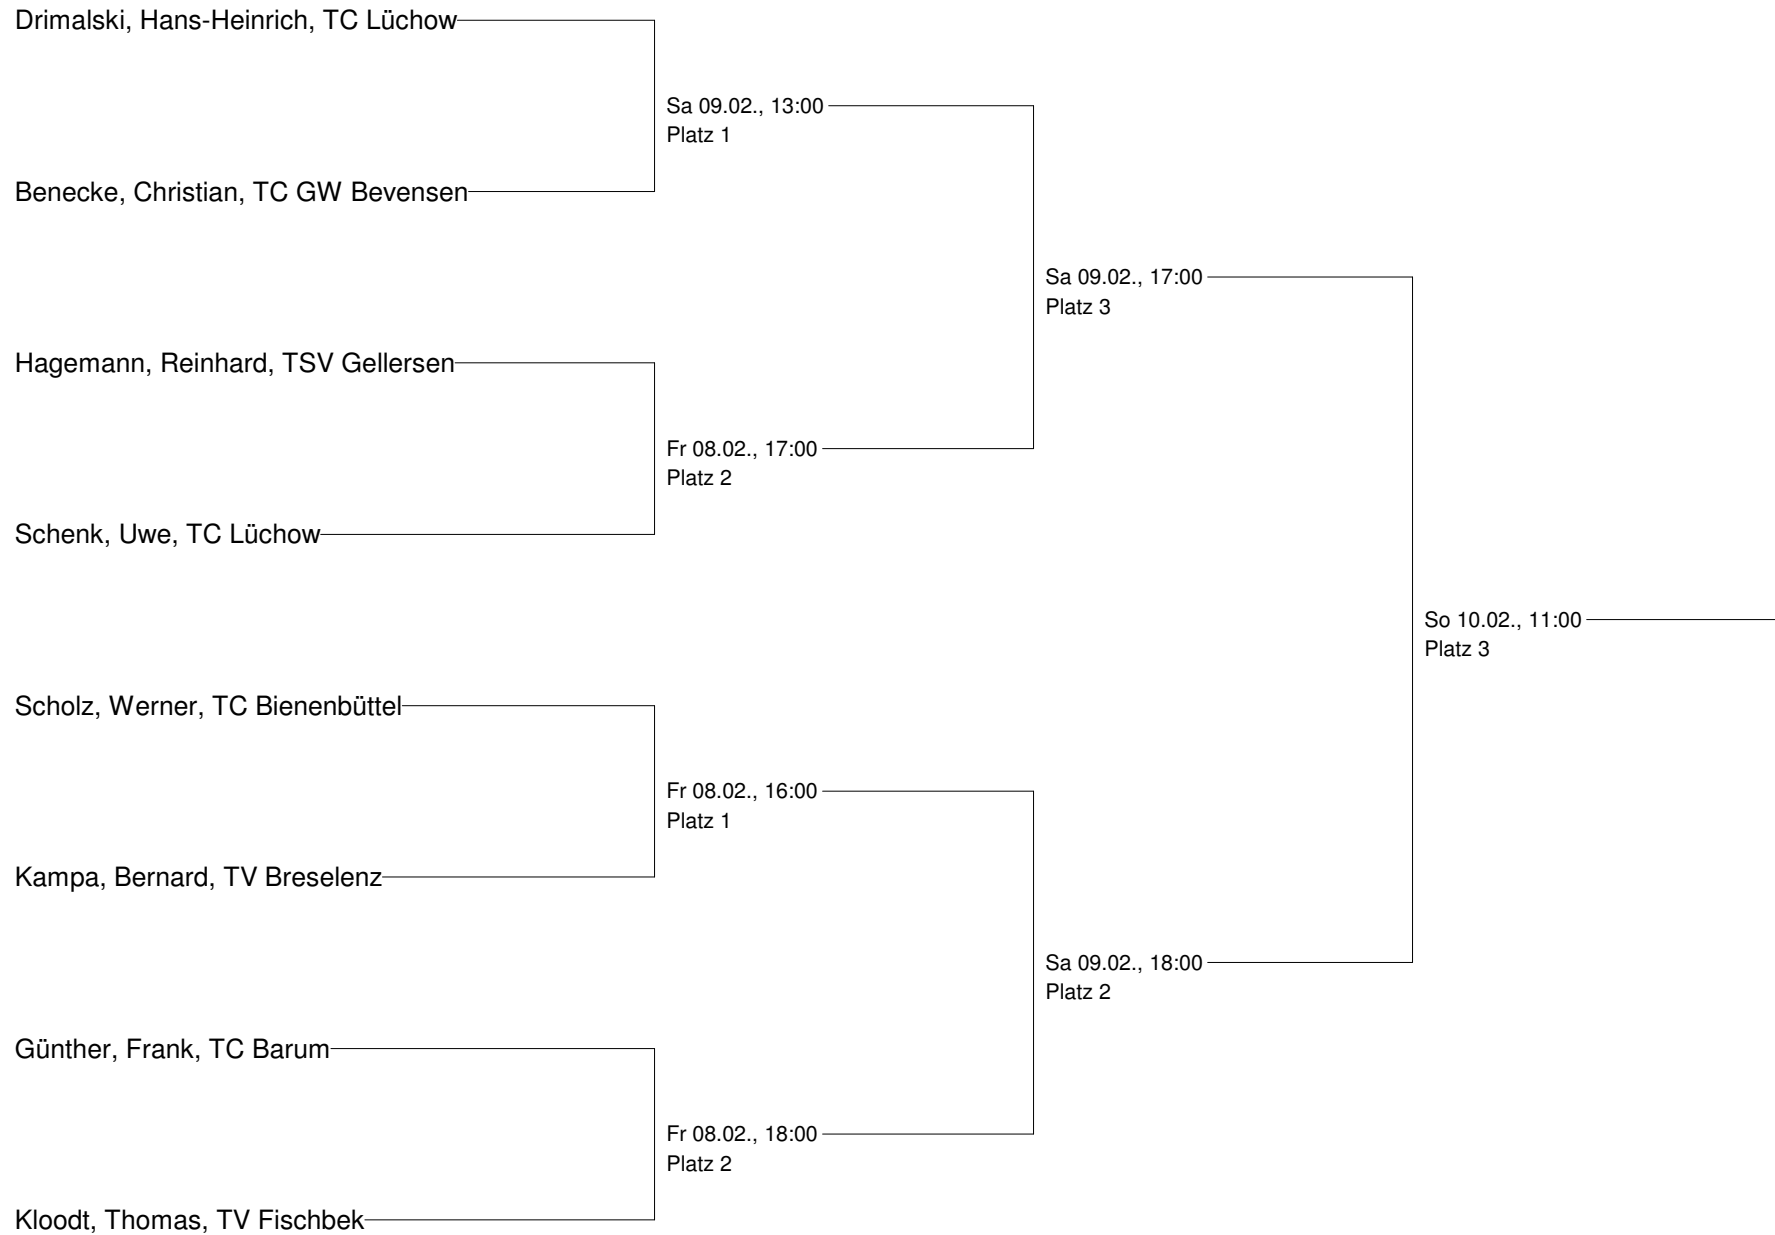 Drimalski, Hans-Heinrich, TC Lüchow
Sa 09.02., 13:00
Platz 1
Benecke, Christian, TC GW Bevensen
Sa 09.02., 17:00
Platz 3
Hagemann, Reinhard, TSV Gellersen
Fr 08.02., 17:00
Platz 2
Schenk, Uwe, TC Lüchow
So 10.02., 11:00
Platz 3
Scholz, Werner, TC Bienenbüttel
Fr 08.02., 16:00
Platz 1
Kampa, Bernard, TV Breselenz
Sa 09.02., 18:00
Platz 2
Günther, Frank, TC Barum
Fr 08.02., 18:00
Platz 2
Kloodt, Thomas, TV Fischbek